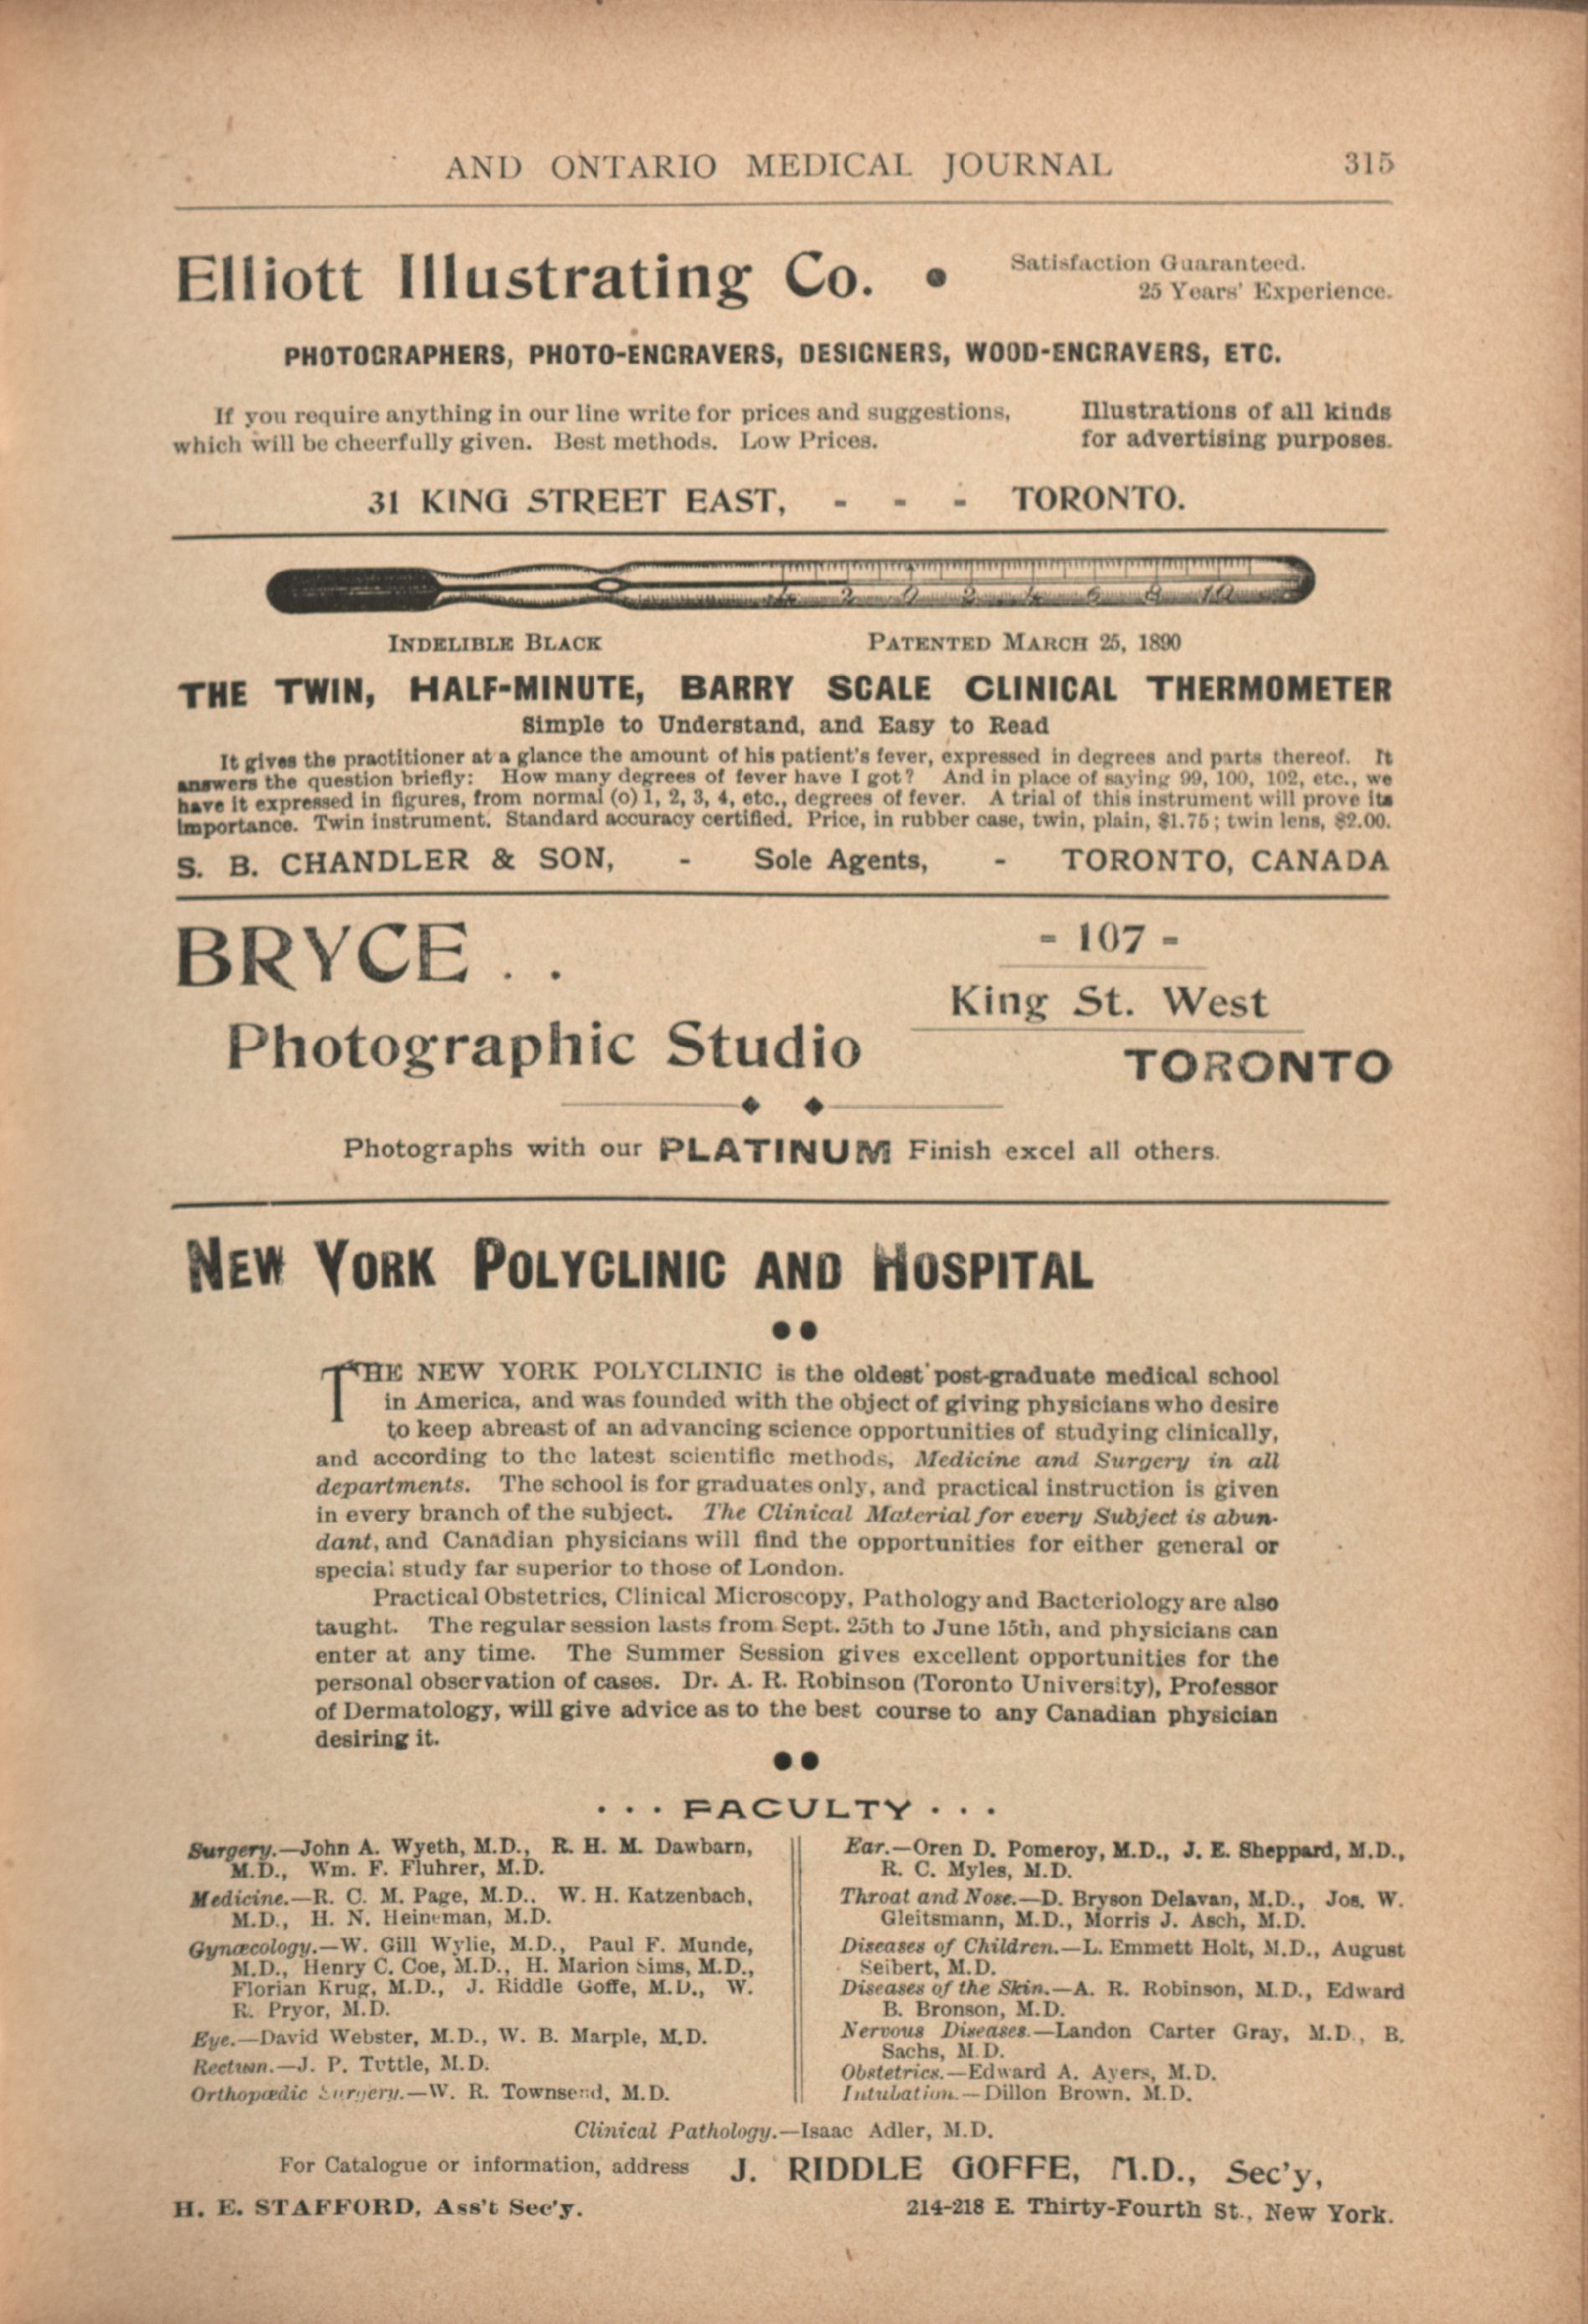 AND ONTARIO MEDICAL JOURNAL 315
Elliott Illustrating Co. • Satisfaction Guaranteed.
25 Years' Experience.
PHOTOGRAPHERS, PHOTO-ENGRAVERS, DESIGNERS, WOOD-ENGRAVERS, ETC.
If you require anything in our line write for prices and suggestions,
which will be cheerfully given. Best methods. Low Prices.
Illustrations of all kinds
for advertising purposes.
31 KING STREET EAST, - - - TORONTO.
INDELIBLE BLACK PATENTED MARCH 25, 1890
THE TWIN, HALF-MINUTE, BARRY SCALE CLINICAL THERMOMETER
Simple to Understand, and Easy to Read
It gives the practitioner at a glance the amount of his patient's fever, expressed in degrees and parts thereof. It
answers the question briefly: How many degrees of fever have I got? And in place of saying 99, 100, 102, etc., we
have it expressed in figures, from normal (o) 1, 2, 3, 4, etc., degrees of fever. A trial of this instrument will prove its
importance. Twin instrument. Standard accuracy certified. Price, in rubber case, twin, plain, $1.75; twin lens, $2.00.
S. B. CHANDLER & SON, - Sole Agents, - TORONTO, CANADA
BRYCE . .
Photographic Studio
- 107 -
King St. West
TORONTO
Photographs with our PLATINUM Finish excel all others.
NEW YORK POLYCLINIC AND HOSPITAL
THE NEW YORK POLYCLINIC is the oldest post-graduate medical school
in America, and was founded with the object of giving physicians who desire
to keep abreast of an advancing science opportunities of studying clinically,
and according to the latest scientific methods, Medicine and Surgery in all
departments. The school is for graduates only, and practical instruction is given
in every branch of the subject. The Clinical Material for every Subject is abun-
dant, and Canadian physicians will find the opportunities for either general or
special study far superior to those of London.
Practical Obstetrics, Clinical Microscopy, Pathology and Bacteriology are also
taught. The regular session lasts from Sept. 25th to June 15th, and physicians can
enter at any time. The Summer Session gives excellent opportunities for the
personal observation of cases. Dr. A. R. Robinson (Toronto University), Professor
of Dermatology, will give advice as to the best course to any Canadian physician
desiring it.
... FACULTY ...
Surgery.—John A. Wyeth, M.D., R. H. M. Dawbarn,
M.D., Wm. F. Fluhrer, M.D.
Medicine.—R. C. M. Page, M.D., W. H. Katzenbach,
M.D., H. N. Heineman, M.D.
Gynæcology.—W. Gill Wylie, M.D., Paul F. Munde,
M.D., Henry C. Coe, M.D., H. Marion Sims, M.D.,
Florian Krug, M.D., J. Riddle Goffe, M.D., W.
R. Pryor, M.D.
Eye.—David Webster, M.D., W. B. Marple, M.D.
Rectum.—J. P. Tuttle, M.D.
Orthopædic Surgery.—W. R. Townsend, M.D.
Ear.—Oren D. Pomeroy, M.D., J. E. Sheppard, M.D.,
R. C. Myles, M.D.
Throat and Nose.—D. Bryson Delavan, M.D., Jos. W.
Gleitsmann, M.D., Morris J. Asch, M.D.
Diseases of Children.—L. Emmett Holt, M.D., August
Seibert, M.D.
Diseases of the Skin.—A. R. Robinson, M.D., Edward
B. Bronson, M.D.
Nervous Diseases.—Landon Carter Gray, M.D., B.
Sachs, M.D.
Obstetrics.—Edward A. Ayers, M.D.
Intubation.—Dillon Brown, M.D.
Clinical Pathology.—Isaac Adler, M.D.
For Catalogue or information, address J. RIDDLE GOFFE, M.D., Sec'y,
H. E. STAFFORD, Ass't Sec'y. 214-218 E. Thirty-Fourth St., New York.